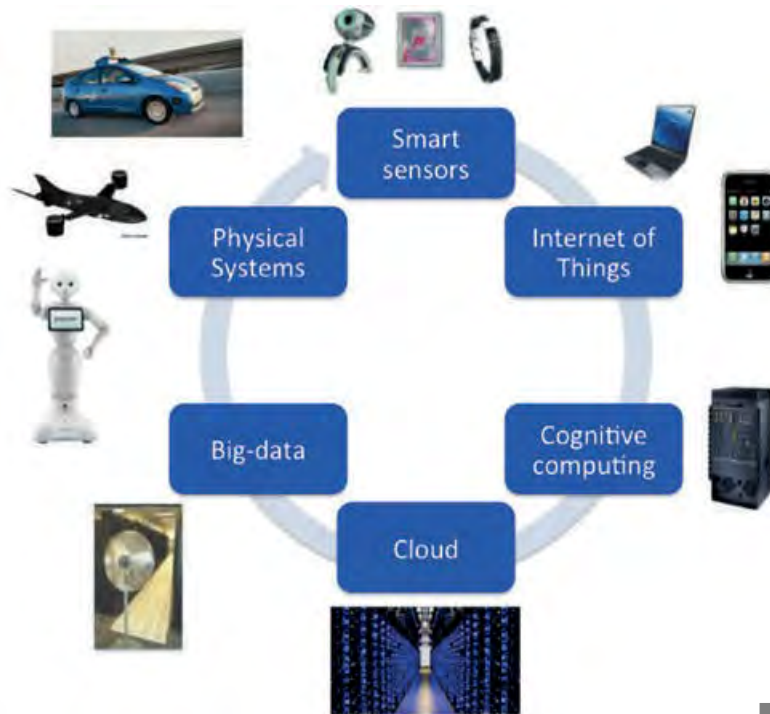 Smart
sensors
Internet of
Things
Cognitive
computing
Cloud
Big-data
Physical
Systems